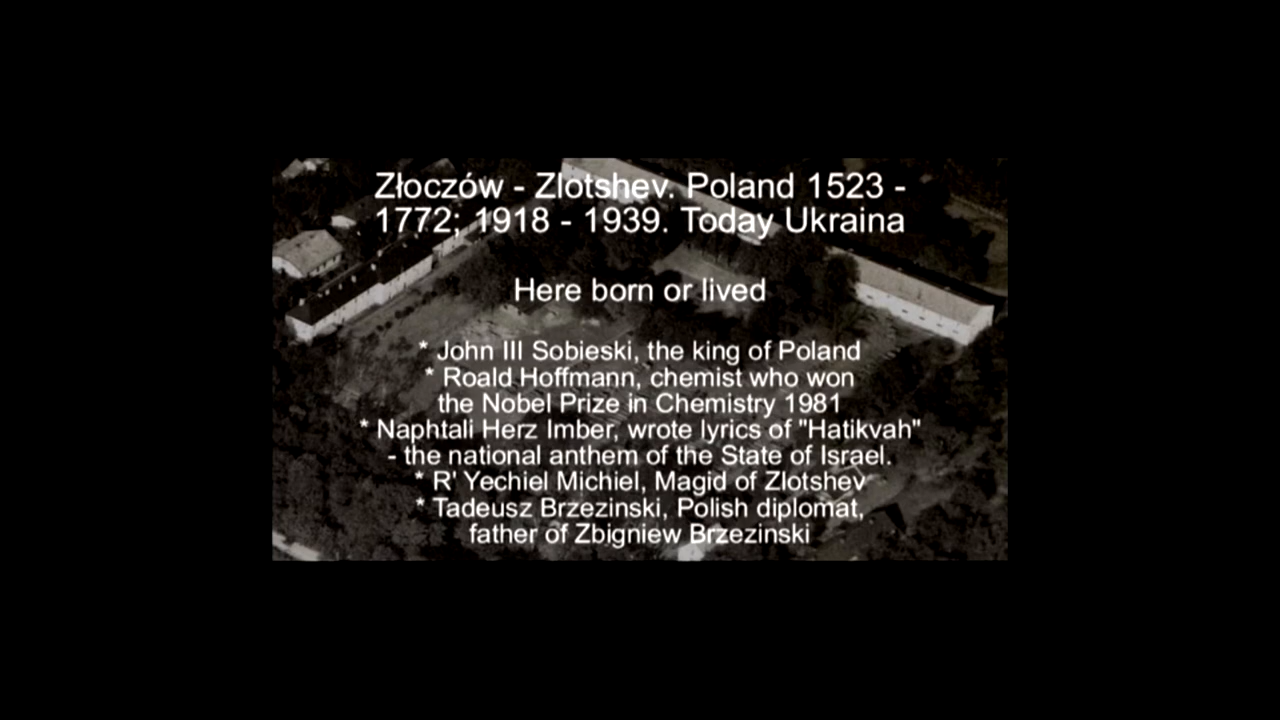 Złoczów - Zlotshev. Poland 1523 -
1772; 1918 - 1939. Today Ukraina
Here born or lived
* John III Sobieski, the king of Poland
* Roald Hoffmann, chemist who won
the Nobel Prize in Chemistry 1981
* Naphtali Herz Imber, wrote lyrics of "Hatikvah"
- the national anthem of the State of Israel.
* R' Yechiel Michiel, Magid of Zlotshev
* Tadeusz Brzezinski, Polish diplomat,
father of Zbigniew Brzezinski